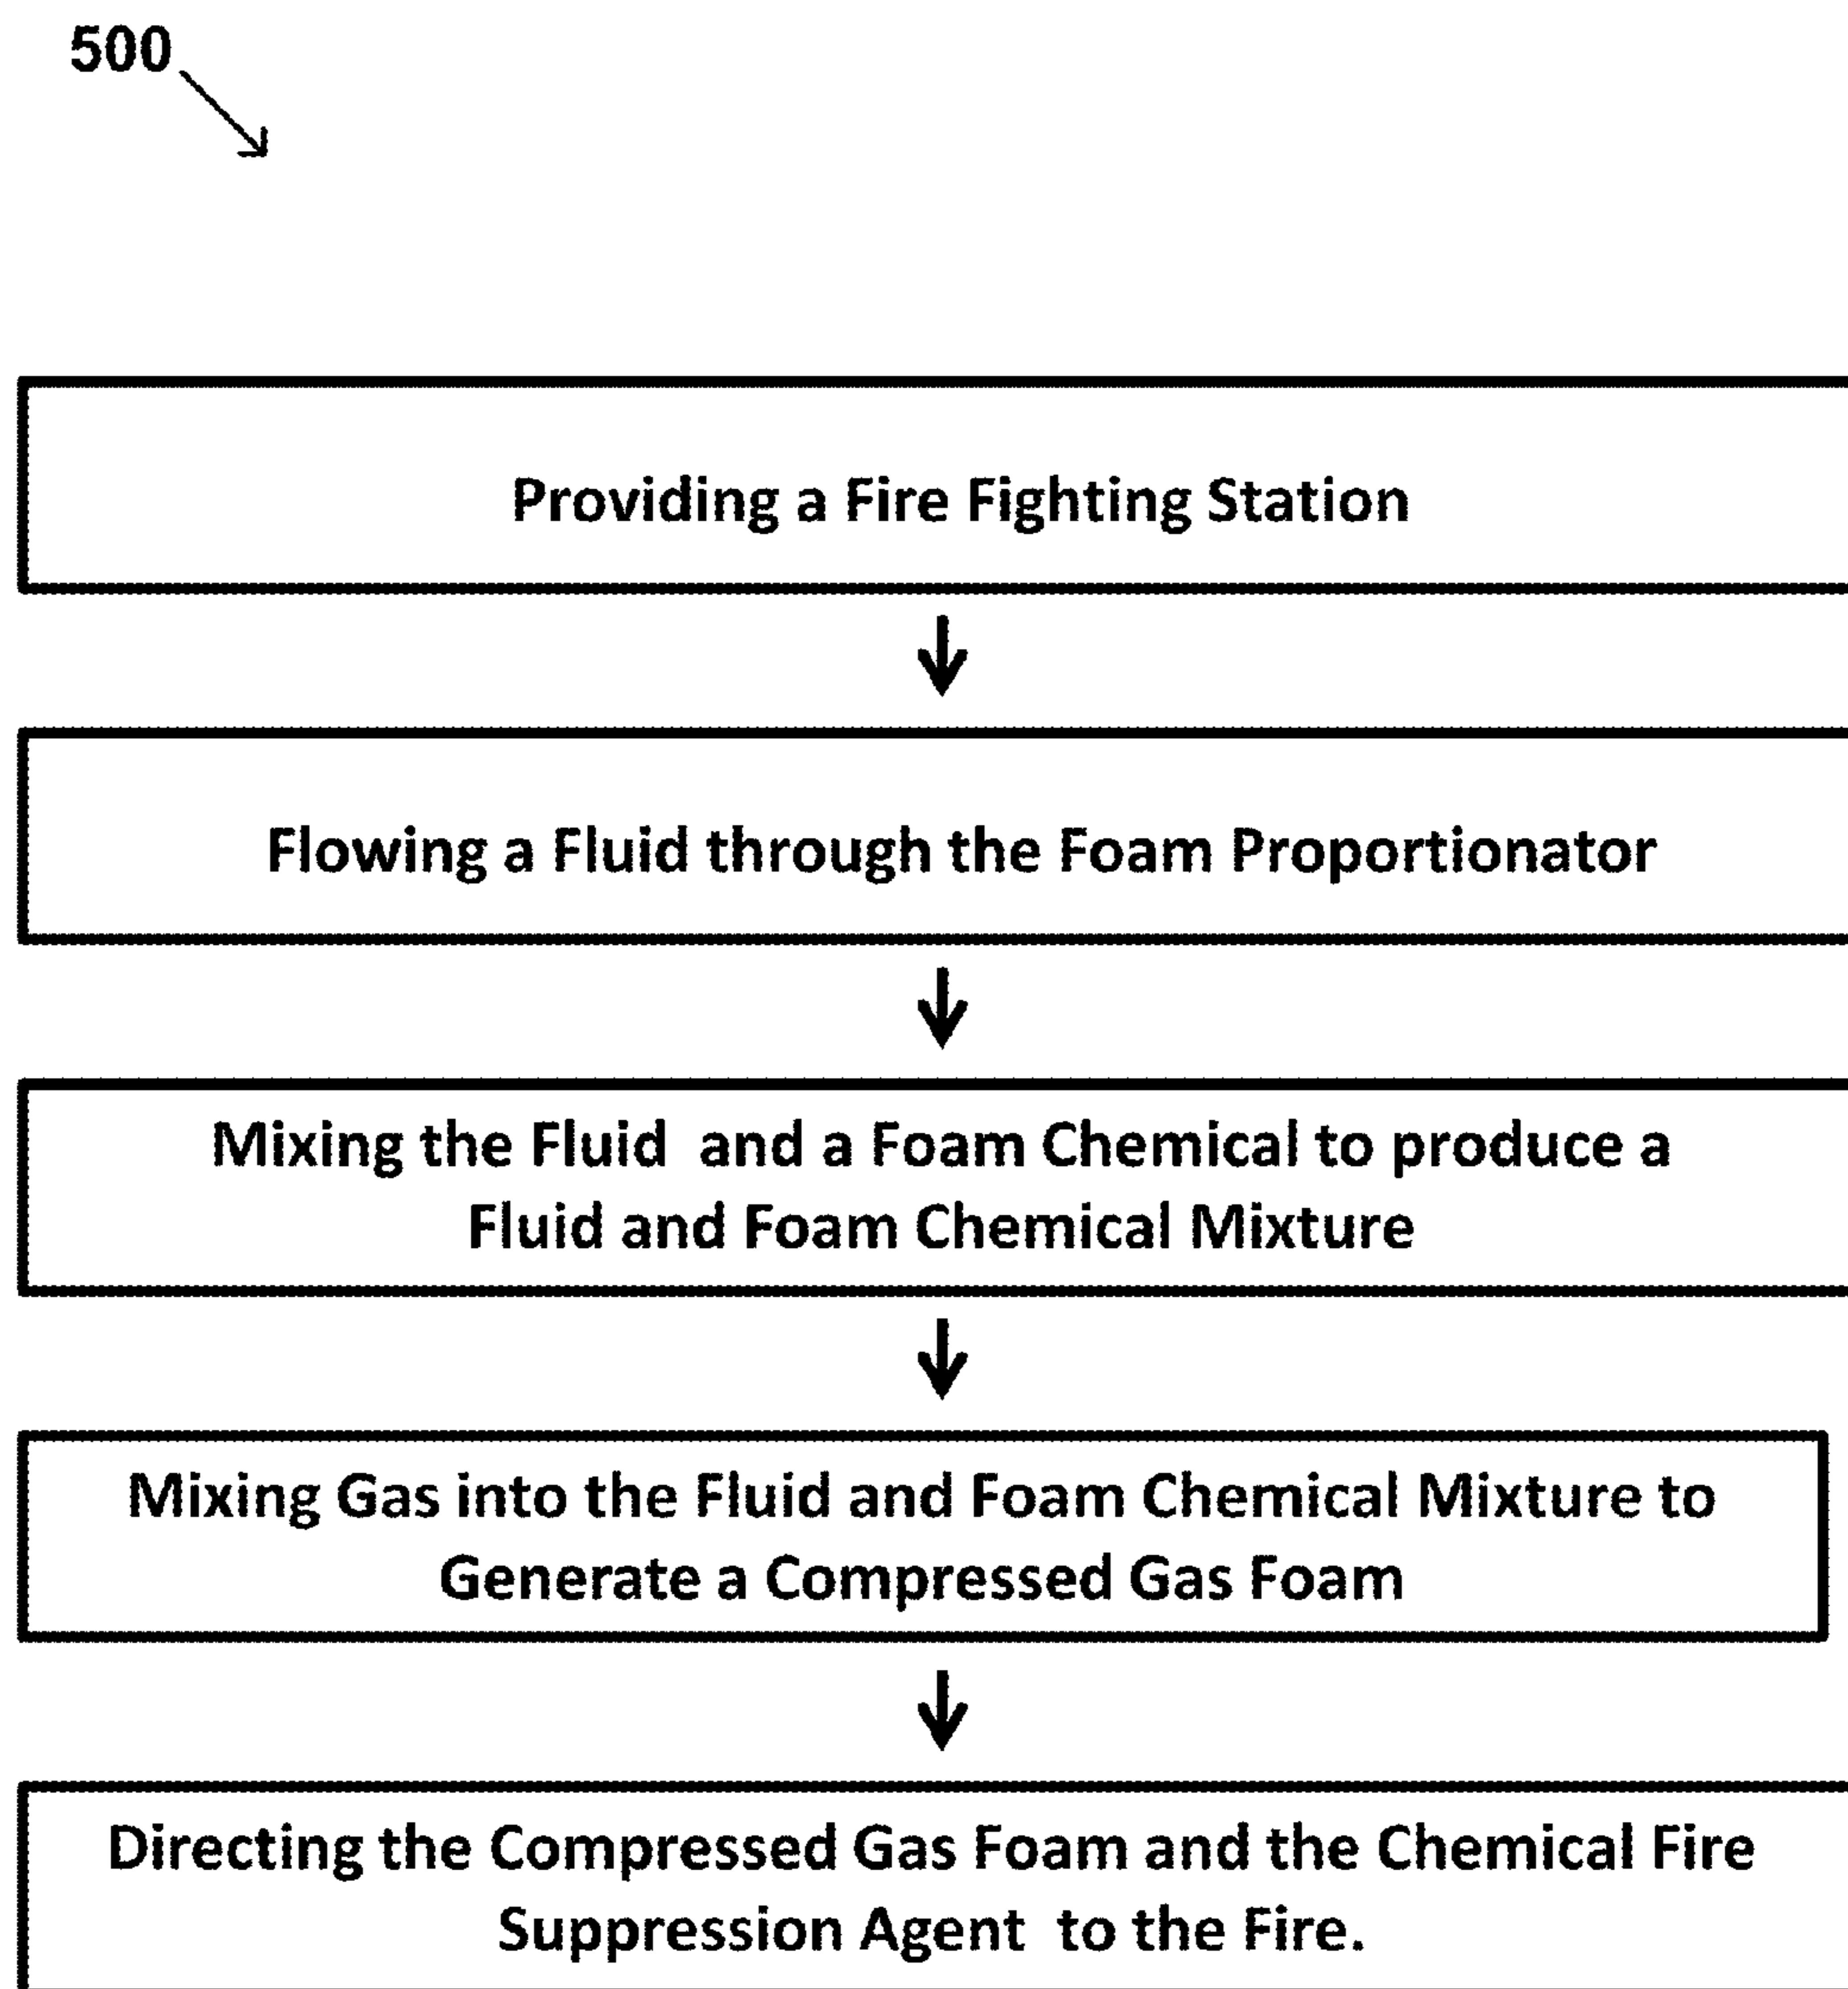 500
Providing a Fire Fighting Station
Flowing a Fluid through the Foam Proportionator
Mixing the Fluid and a Foam Chemical to produce a
Fluid and Foam Chemical Mixture
Mixing Gas into the Fluid and Foam Chemical Mixture to
Generate a Compressed Gas Foam
Directing the Compressed Gas Foam and the Chemical Fire
Suppression Agent to the Fire.